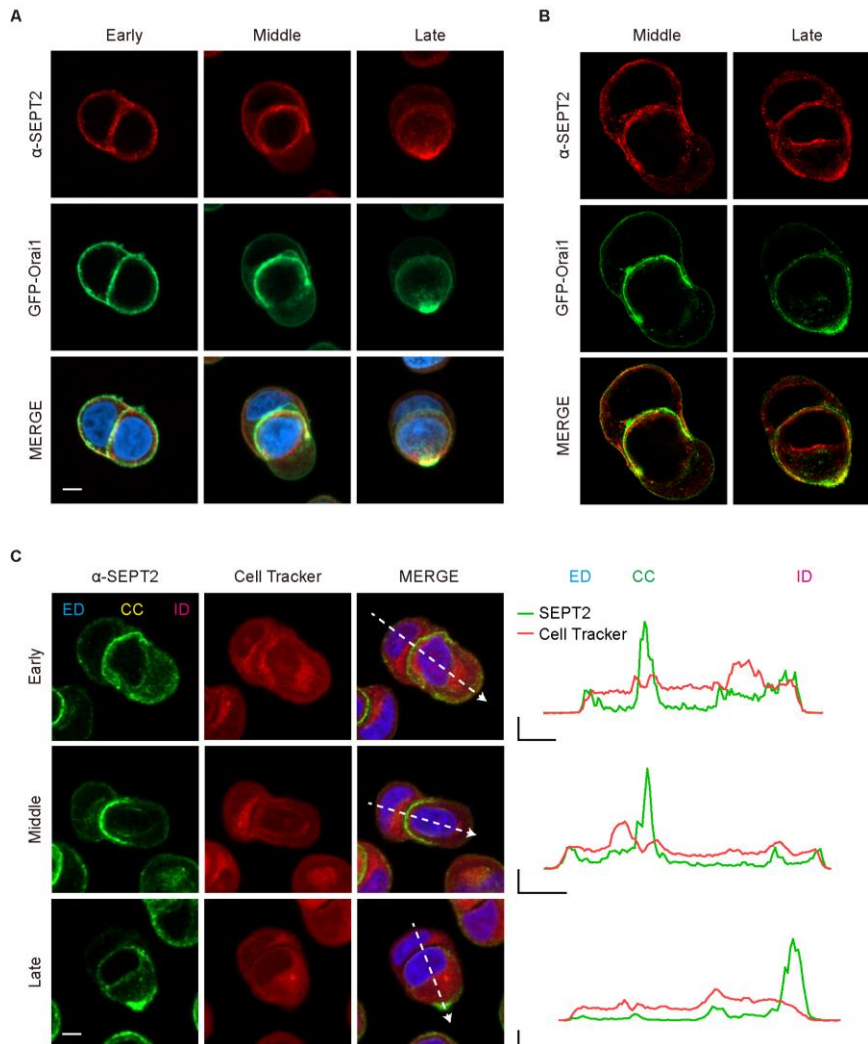 A
B
Early Middle Late
Middle Late
α-SEPT2
α-SEPT2
GFP-Orai1
GFP-Orai1
MERGE
MERGE
C
α-SEPT2 Cell Tracker MERGE
ED CC ID
ED CC ID
SEPT2
Cell Tracker
Early
Middle
Late